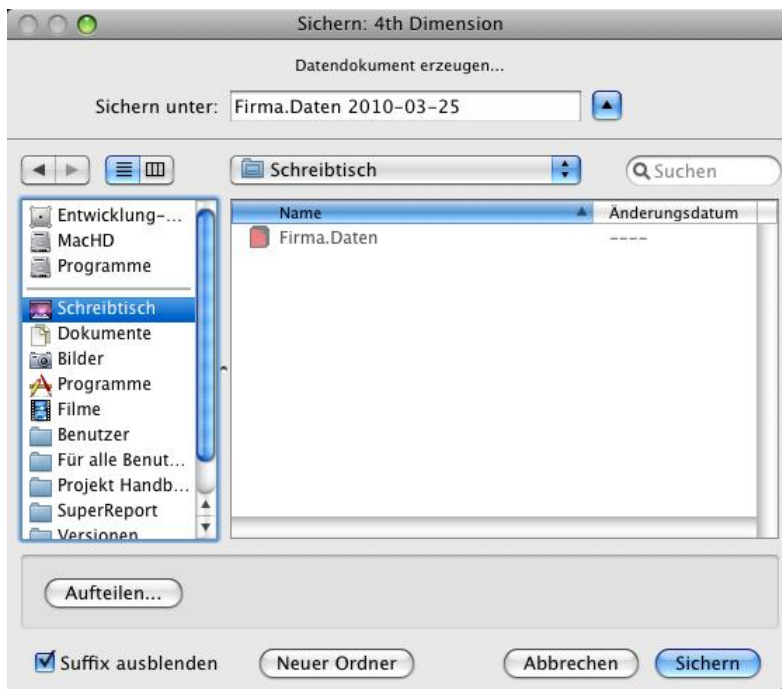 Sichern: 4th Dimension
Datendokument erzeugen...
Sichern unter: Firma.Daten 2010-03-25
Schreibtisch
Suchen
Entwicklung-...
MacHD
Programme
Schreibtisch
Dokumente
Bilder
Programme
Filme
Benutzer
Für alle Benut...
Projekt Handb...
SuperReport
Versionen
Name Änderungsdatum
Firma.Daten ----
Aufteilen...
Suffix ausblenden Neuer Ordner Abbrechen Sichern